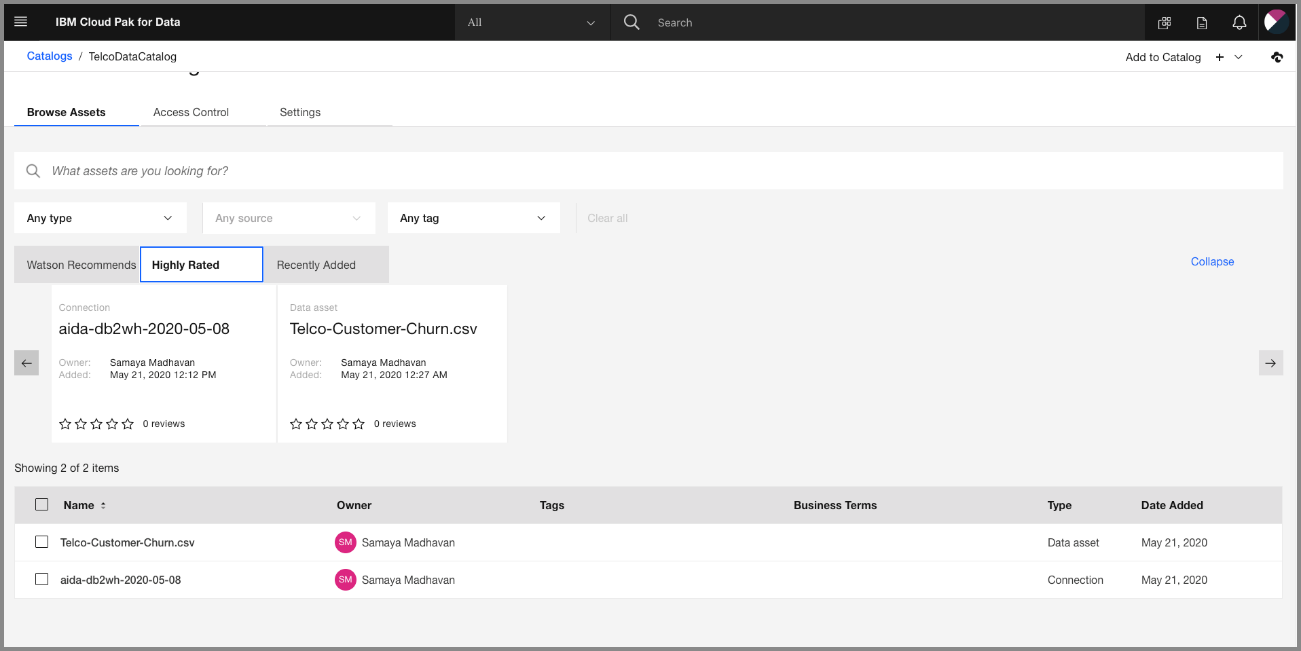 IBM Cloud Pak for Data All Search
Catalogs / TelcoDataCatalog Add to Catalog +
Browse Assets Access Control Settings
What assets are you looking for?
Any type Any source Any tag Clear all
Watson Recommends Highly Rated Recently Added Collapse
Connection
aida-db2wh-2020-05-08
Owner: Samaya Madhavan
Added: May 21, 2020 12:12 PM
0 reviews
Data asset
Telco-Customer-Churn.csv
Owner: Samaya Madhavan
Added: May 21, 2020 12:27 AM
0 reviews
Showing 2 of 2 items
Name Owner Tags Business Terms Type Date Added
Telco-Customer-Churn.csv SM Samaya Madhavan Data asset May 21, 2020
aida-db2wh-2020-05-08 SM Samaya Madhavan Connection May 21, 2020